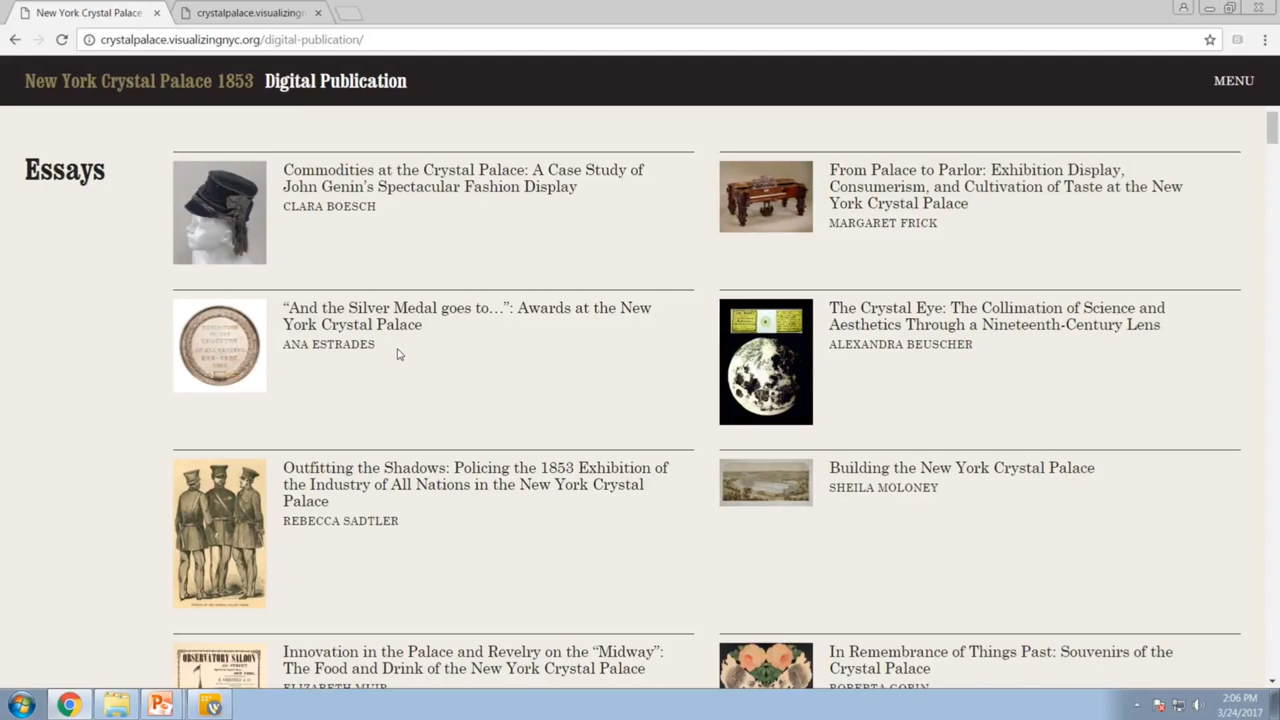 New York Crystal Palace
crystalpalace.visualizingn
crystalpalace.visualizingnyc.org/digital-publication/
New York Crystal Palace 1853 Digital Publication
MENU
Essays
Commodities at the Crystal Palace: A Case Study of
John Genin's Spectacular Fashion Display
CLARA BOESCH
From Palace to Parlor: Exhibition Display,
Consumerism, and Cultivation of Taste at the New
York Crystal Palace
MARGARET FRICK
“And the Silver Medal goes to…”: Awards at the New
York Crystal Palace
ANA ESTRADES
The Crystal Eye: The Collimation of Science and
Aesthetics Through a Nineteenth-Century Lens
ALEXANDRA BEUSCHER
Outfitting the Shadows: Policing the 1853 Exhibition of
the Industry of All Nations in the New York Crystal
Palace
REBECCA SADTLER
Building the New York Crystal Palace
SHEILA MOLONEY
OBSERVATORY SALOON
Innovation in the Palace and Revelry on the “Midway”:
The Food and Drink of the New York Crystal Palace
ELIZABETH MUIR
In Remembrance of Things Past: Souvenirs of the
Crystal Palace
ROBERTA GORIN
2:06 PM
3/24/2017